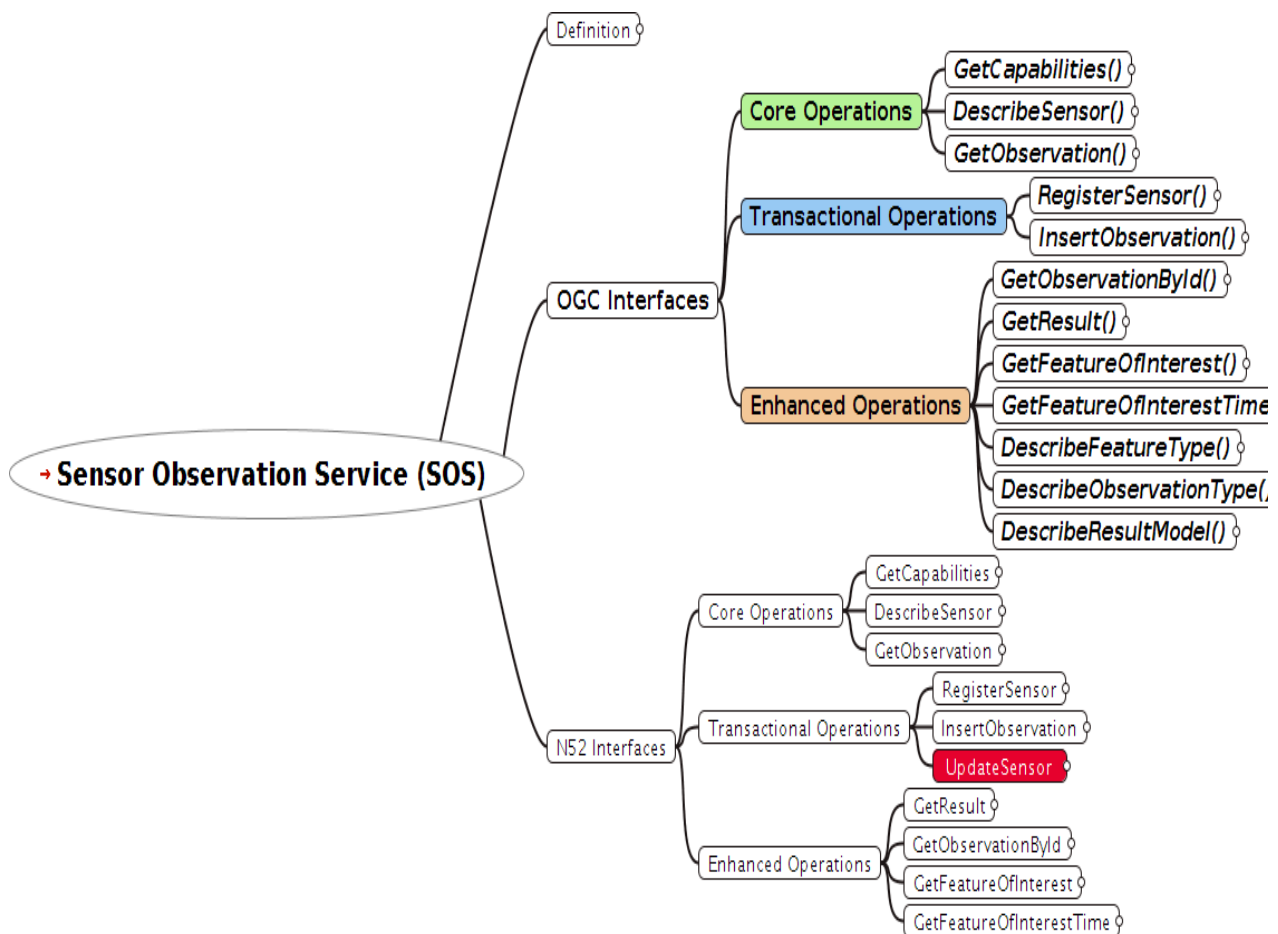 Definition
GetCapabilities()
Core Operations
DescribeSensor()
GetObservation()
RegisterSensor()
Transactional Operations
InsertObservation()
GetObservationById()
OGC Interfaces
GetResult()
GetFeatureOfInterest()
Enhanced Operations
GetFeatureOfInterestTime
DescribeFeatureType()
Sensor Observation Service (SOS)
DescribeObservationType()
DescribeResultModel()
GetCapabilities
Core Operations
DescribeSensor
GetObservation
RegisterSensor
Transactional Operations
InsertObservation
N52 Interfaces
UpdateSensor
GetResult
GetObservationById
Enhanced Operations
GetFeatureOfInterest
GetFeatureOfInterestTime